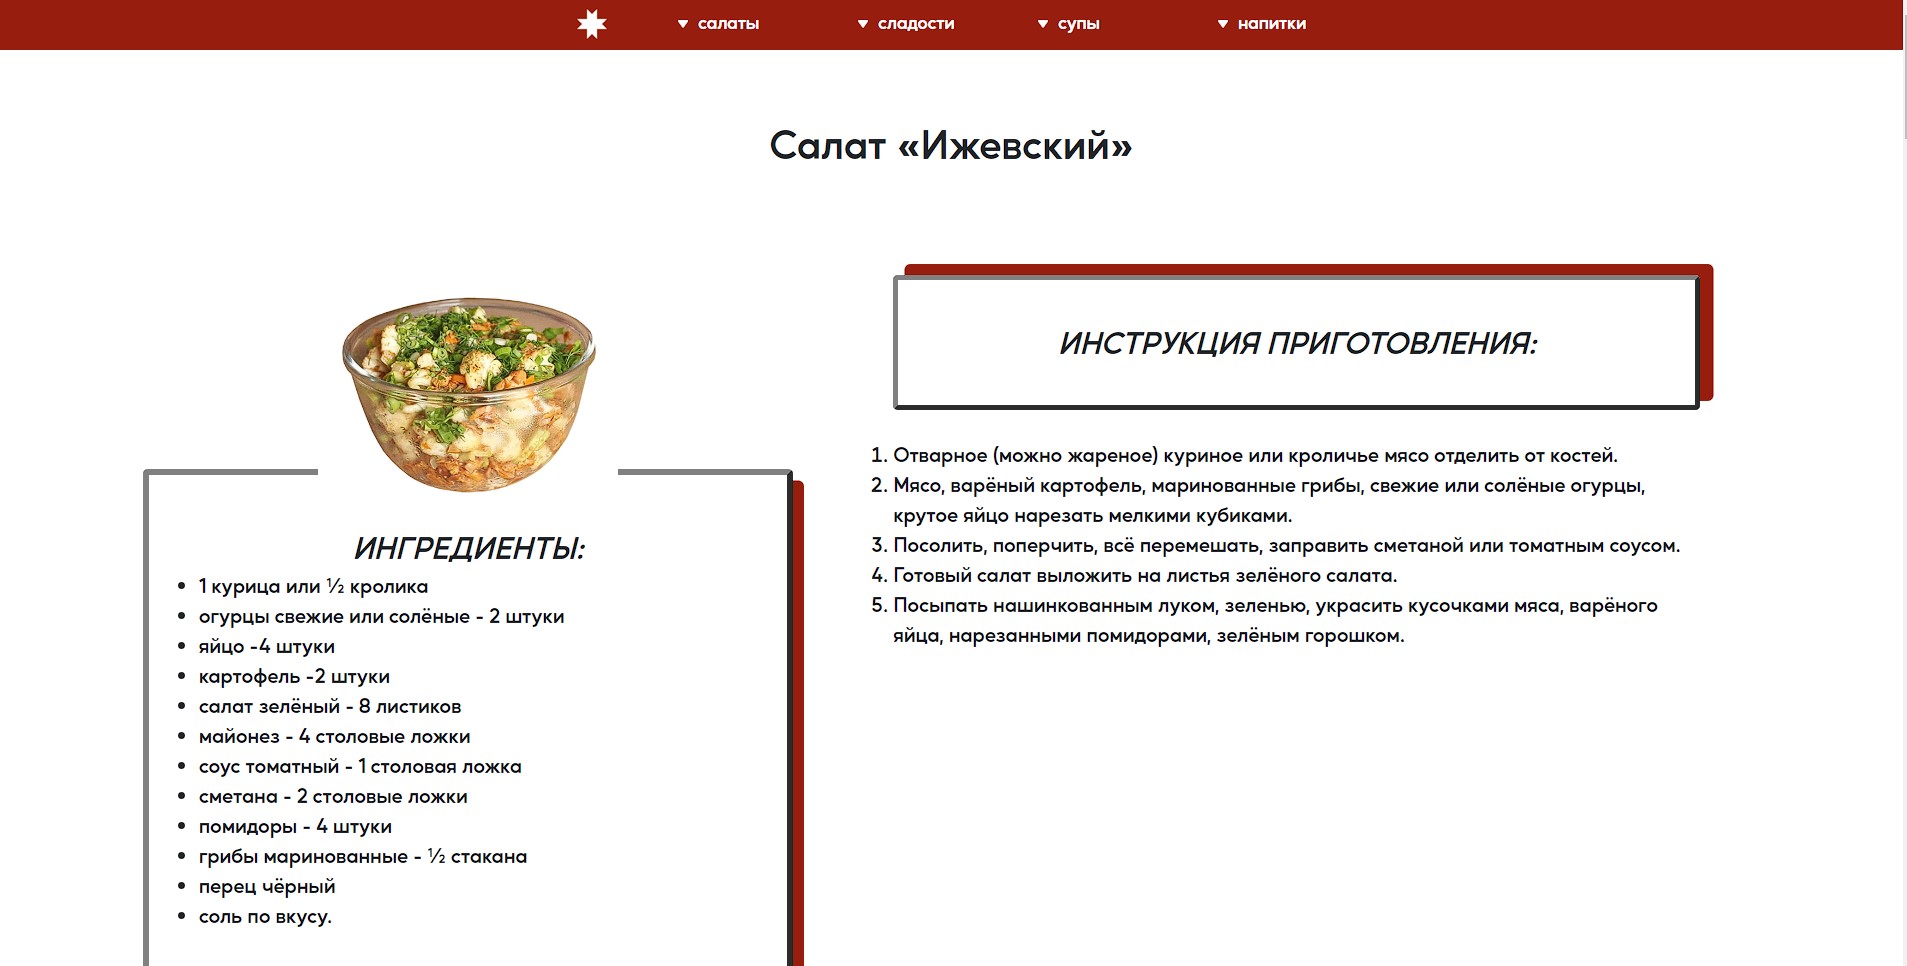 салаты
сладости
супы
напитки
Салат «Ижевский»
ИНГРЕДИЕНТЫ:
1 курица или ½ кролика
огурцы свежие или солёные - 2 штуки
яйцо -4 штуки
картофель -2 штуки
салат зелёный - 8 листиков
майонез - 4 столовые ложки
соус томатный - 1 столовая ложка
сметана - 2 столовые ложки
помидоры - 4 штуки
грибы маринованные - ½ стакана
перец чёрный
соль по вкусу.
ИНСТРУКЦИЯ ПРИГОТОВЛЕНИЯ:
1. Отварное (можно жареное) куриное или кроличье мясо отделить от костей.
2. Мясо, варёный картофель, маринованные грибы, свежие или солёные огурцы,
крутое яйцо нарезать мелкими кубиками.
3. Посолить, поперчить, всё перемешать, заправить сметаной или томатным соусом.
4. Готовый салат выложить на листья зелёного салата.
5. Посыпать нашинкованным луком, зеленью, украсить кусочками мяса, варёного
яйца, нарезанными помидорами, зелёным горошком.